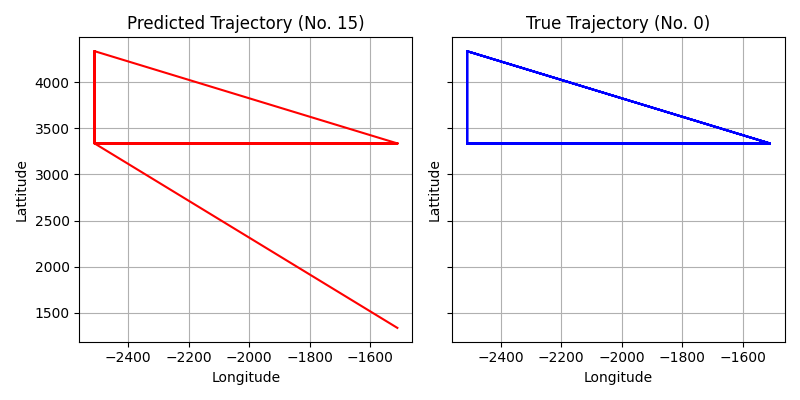 Predicted Trajectory (No. 15)
True Trajectory (No. 0)
4000
3500
3000
2500
2000
1500
Lattitude
Lattitude
−2400 −2200 −2000 −1800 −1600
−2400 −2200 −2000 −1800 −1600
Longitude
Longitude